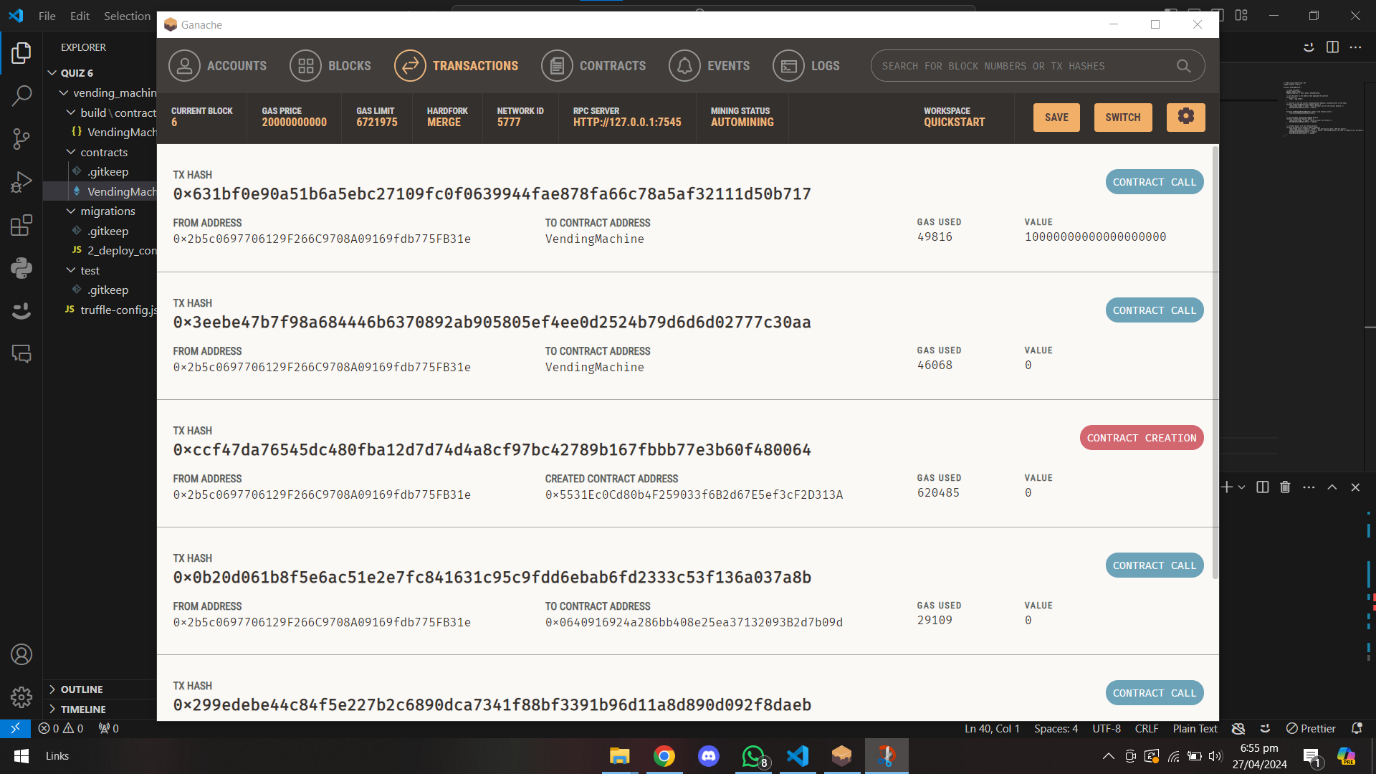 File Edit Selection
Ganache
EXPLORER
QUIZ 6
vending_machin
build \ contract
{ } VendingMach
contracts
.gitkeep
VendingMach
migrations
.gitkeep
JS 2_deploy_con
test
.gitkeep
JS truffle-config.js
OUTLINE
TIMELINE
ACCOUNTS BLOCKS TRANSACTIONS CONTRACTS EVENTS LOGS
SEARCH FOR BLOCK NUMBERS OR TX HASHES
CURRENT BLOCK GAS PRICE GAS LIMIT HARDFORK NETWORK ID RPC SERVER MINING STATUS WORKSPACE
6 20000000000 6721975 MERGE 5777 HTTP://127.0.0.1:7545 AUTOMINING QUICKSTART
SAVE SWITCH
TX HASH
0×631bf0e90a51b6a5ebc27109fc0f0639944fae878fa66c78a5af32111d50b717
CONTRACT CALL
FROM ADDRESS TO CONTRACT ADDRESS GAS USED VALUE
0×2b5c0697706129F266C9708A09169fdb775FB31e VendingMachine 49816 10000000000000000000
TX HASH
0×3eebe47b7f98a684446b6370892ab905805ef4ee0d2524b79d6d6d02777c30aa
CONTRACT CALL
FROM ADDRESS TO CONTRACT ADDRESS GAS USED VALUE
0×2b5c0697706129F266C9708A09169fdb775FB31e VendingMachine 46068 0
TX HASH
0×ccf47da76545dc480fba12d7d74d4a8cf97bc42789b167fbbb77e3b60f480064
CONTRACT CREATION
FROM ADDRESS CREATED CONTRACT ADDRESS GAS USED VALUE
0×2b5c0697706129F266C9708A09169fdb775FB31e 0×5531Ec0Cd80b4F259033f6B2d67E5ef3cF2D313A 620485 0
TX HASH
0×0b20d061b8f5e6ac51e2e7fc841631c95c9fdd6ebab6fd2333c53f136a037a8b
CONTRACT CALL
FROM ADDRESS TO CONTRACT ADDRESS GAS USED VALUE
0×2b5c0697706129F266C9708A09169fdb775FB31e 0×0640916924a286bb408e25ea37132093B2d7b09d 29109 0
TX HASH
0×299edebe44c84f5e227b2c6890dca7341f88bf3391b96d11a8d890d092f8daeb
CONTRACT CALL
0 0 0 Ln 40, Col 1 Spaces: 4 UTF-8 CRLF Plain Text Prettier
Links 8 6:55 pm
27/04/2024 1 PRE